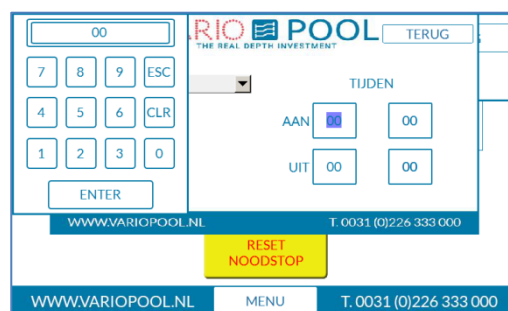 00
RIO POOL
THE REAL DEPTH INVESTMENT
TERUG
7 8 9 ESC
4 5 6 CLR
1 2 3 0
ENTER
TIJDEN
AAN 00 00
UIT 00 00
WWW.VARIOPOOL.NL T. 0031 (0)226 333 000
RESET
NOODSTOP
WWW.VARIOPOOL.NL MENU T. 0031 (0)226 333 000